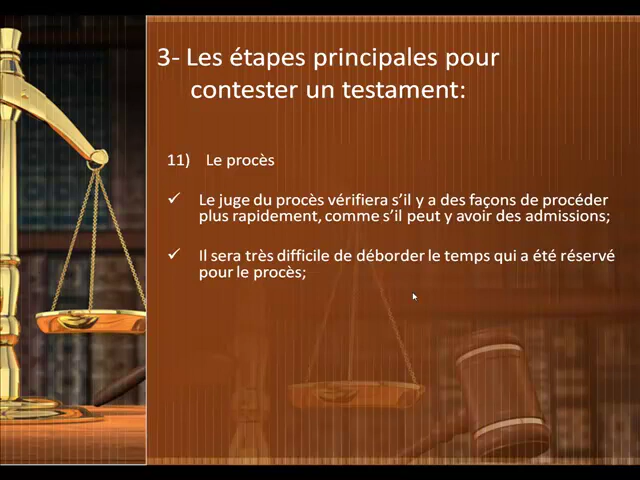 3- Les étapes principales pour
contester un testament:
11) Le procès
✓ Le juge du procès vérifiera s'il y a des façons de procéder
plus rapidement, comme s'il peut y avoir des admissions;
✓ Il sera très difficile de déborder le temps qui a été réservé
pour le procès;